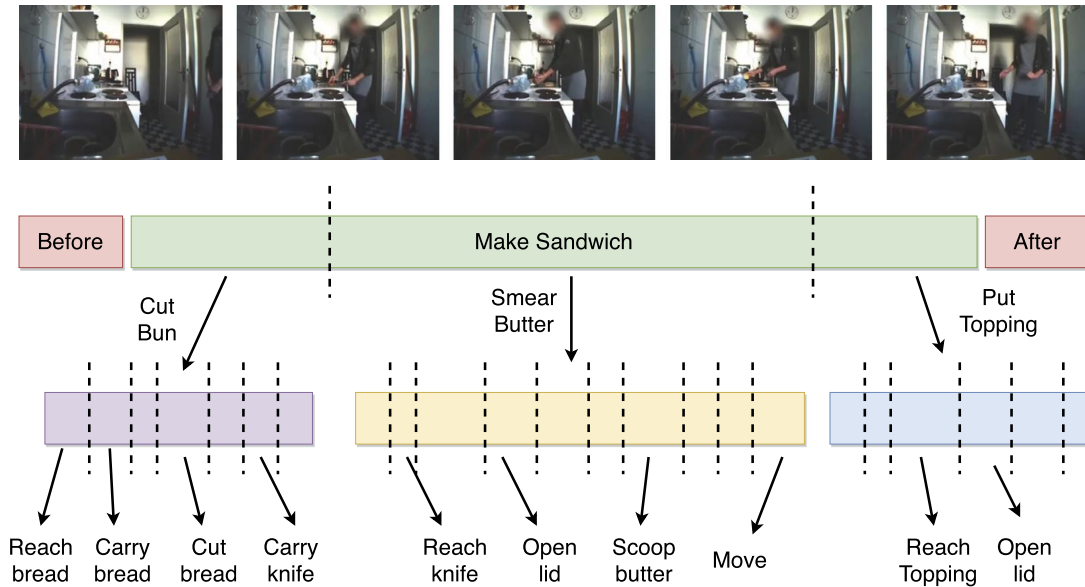 Before
Make Sandwich
After
Cut
Bun
Smear
Butter
Put
Topping
Reach
bread
Carry
bread
Cut
bread
Carry
knife
Reach
knife
Open
lid
Scoop
butter
Move
Reach
Topping
Open
lid